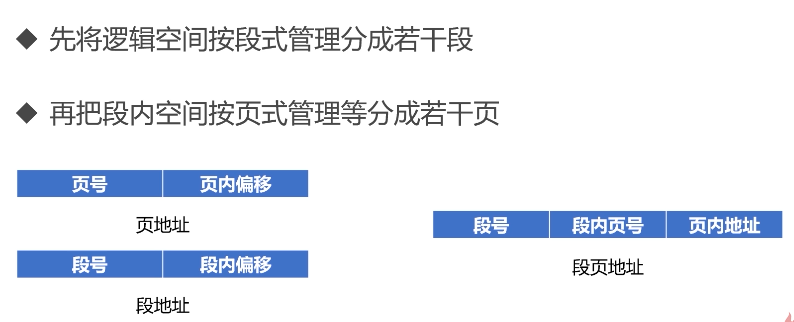 先将逻辑空间按段式管理分成若干段
再把段内空间按页式管理等分成若干页
页号 页内偏移
页地址
段号 段内偏移
段地址
段号 段内页号 页内地址
段页地址